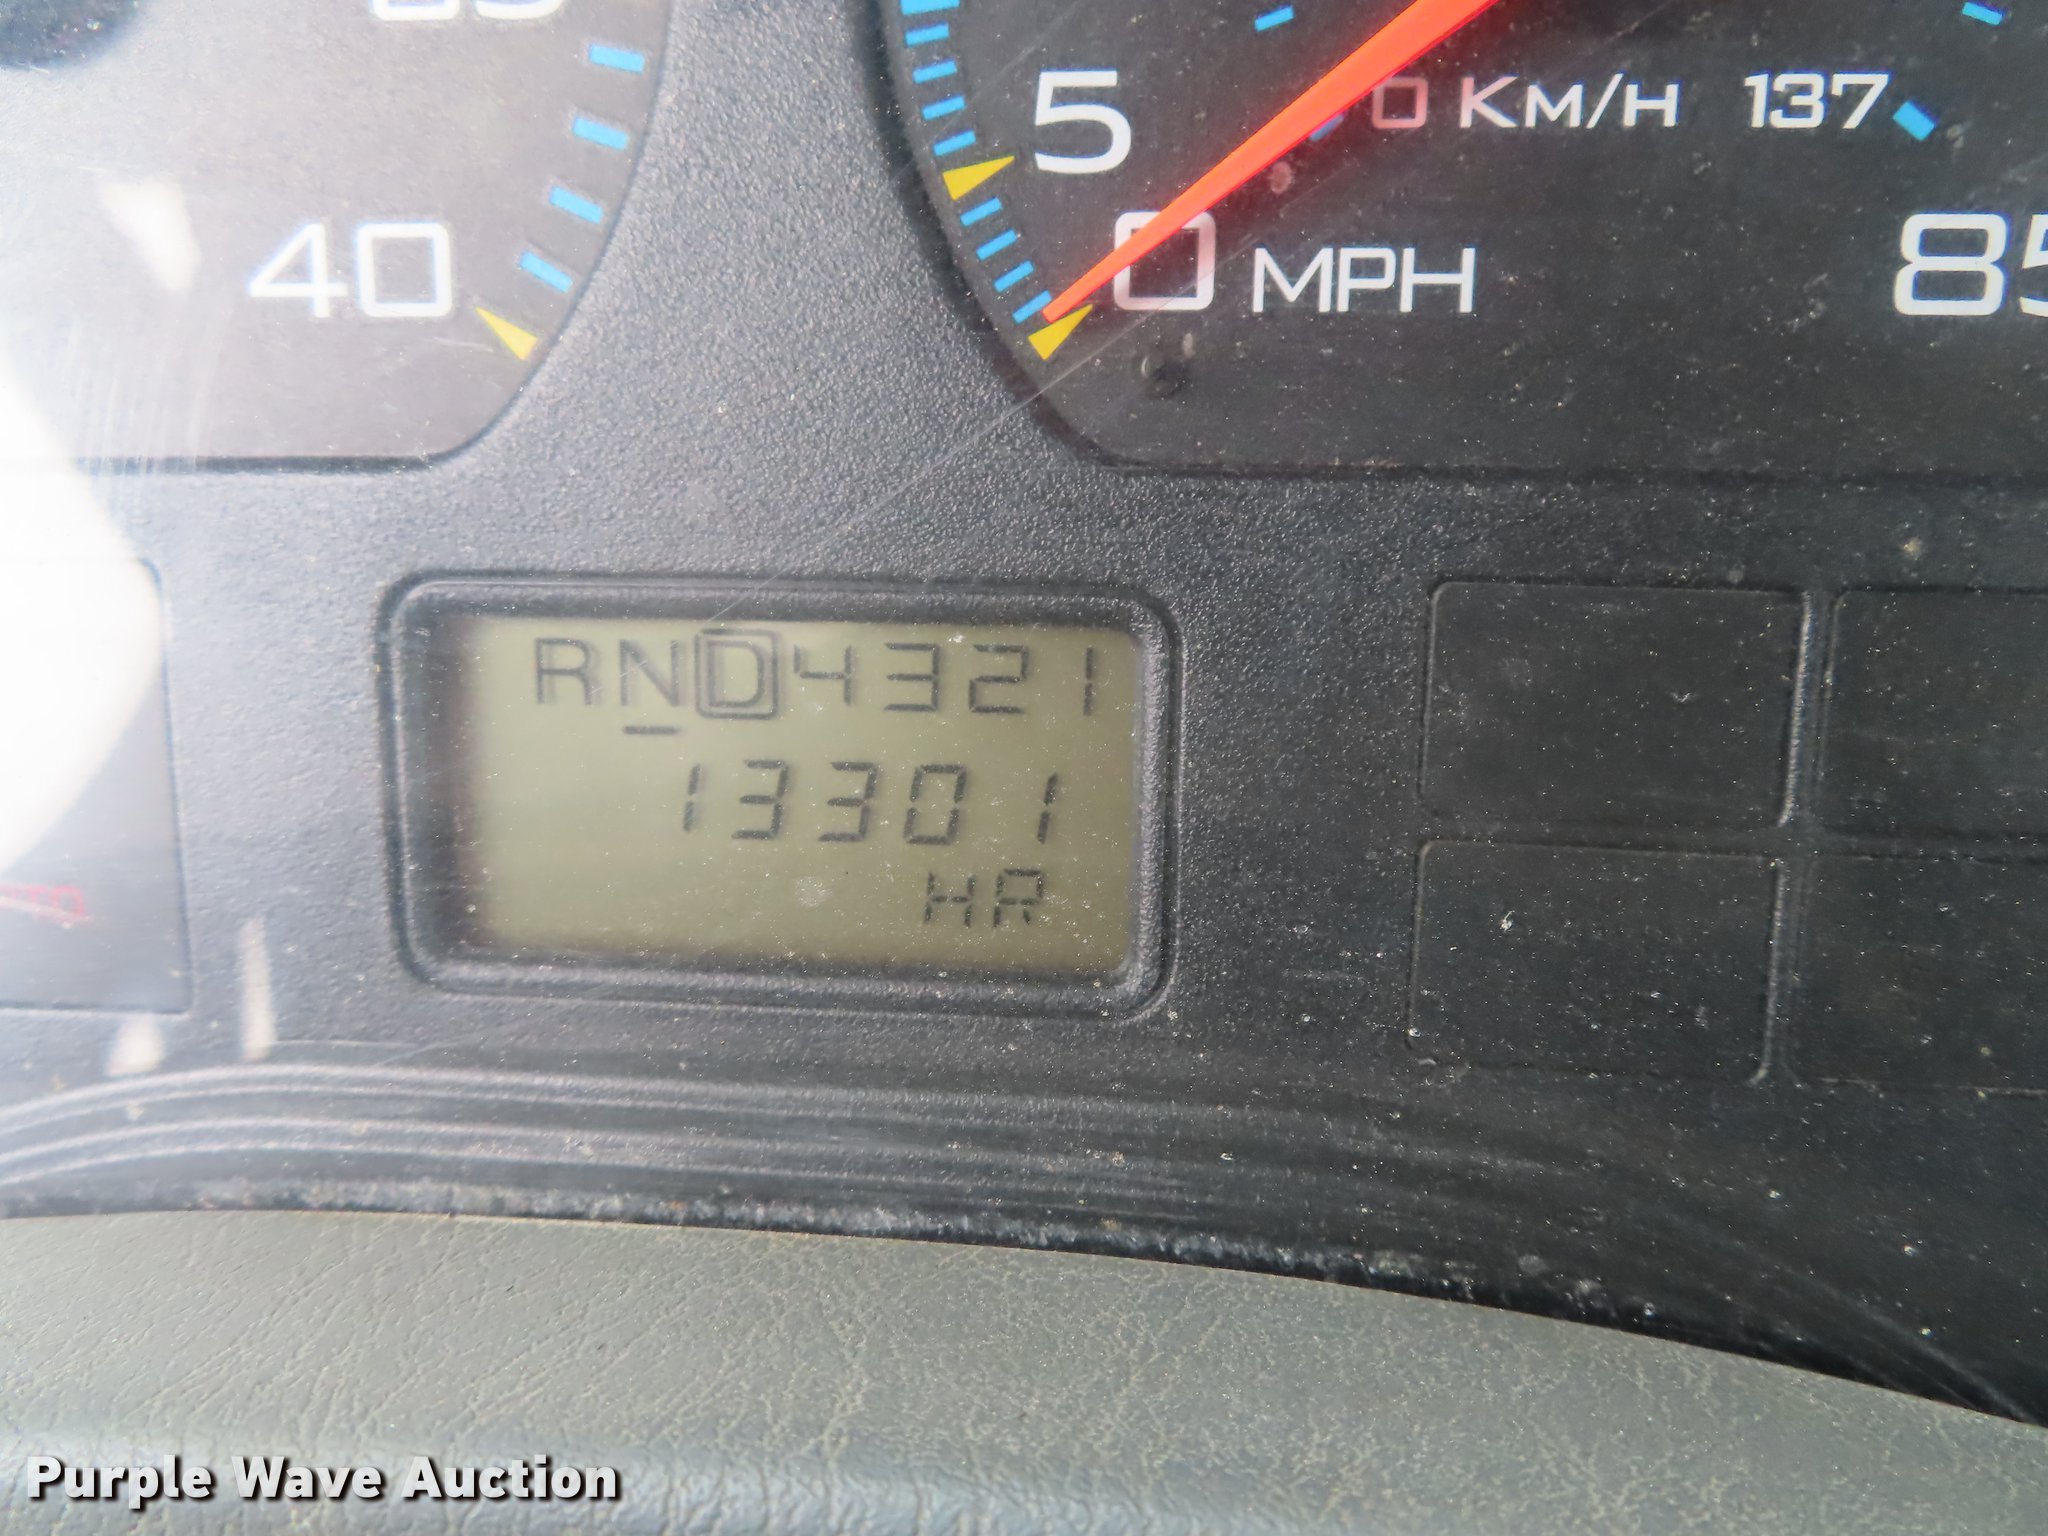 5
0 KM/H 137
40
0 MPH
85
RND4321
13301
HR
Purple Wave Auction